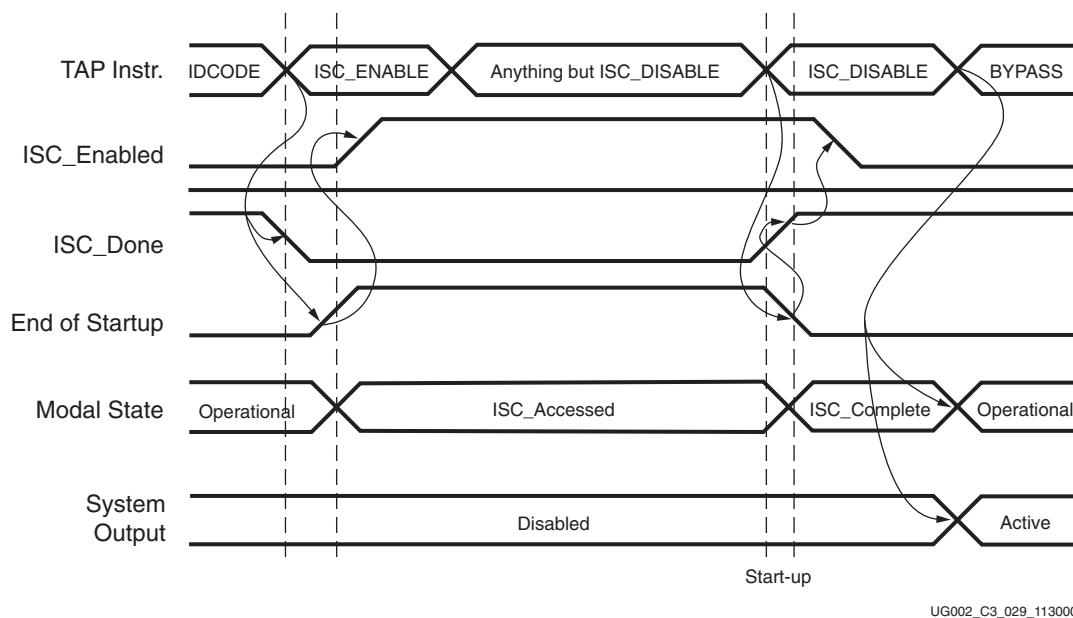 TAP Instr.
IDCODE
ISC_ENABLE
Anything but ISC_DISABLE
ISC_DISABLE
BYPASS
ISC_Enabled
ISC_Done
End of Startup
Modal State
Operational
ISC_Accessed
ISC_Complete
Operational
System
Output
Disabled
Active
Start-up
UG002_C3_029_113000